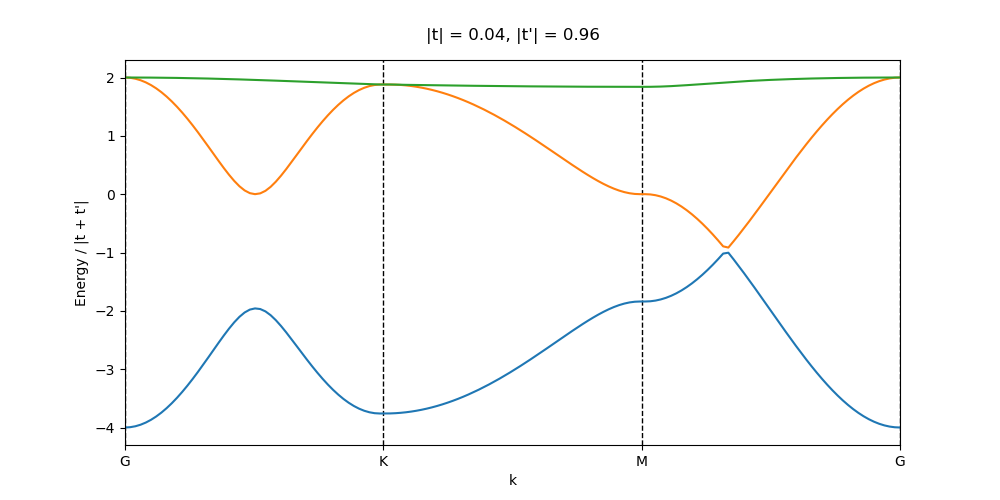 |t| = 0.04, |t'| = 0.96
Energy / |t + t'|
2
1
0
−1
−2
−3
−4
G
K
M
G
k